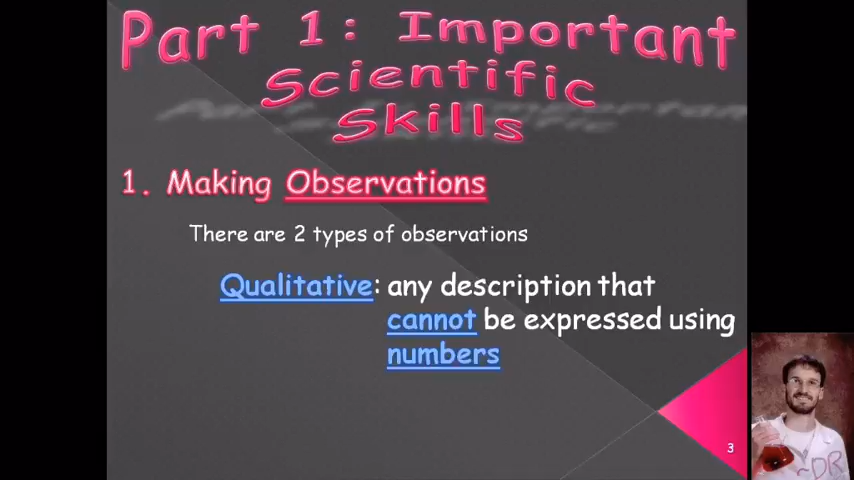 Part 1: Important
Scientific
Skills
1. Making Observations
There are 2 types of observations
Qualitative: any description that
cannot be expressed using
numbers
3
DR